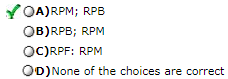 A)RPM; RPB
B)RPB; RPM
C)RPF: RPM
D)None of the choices are correct